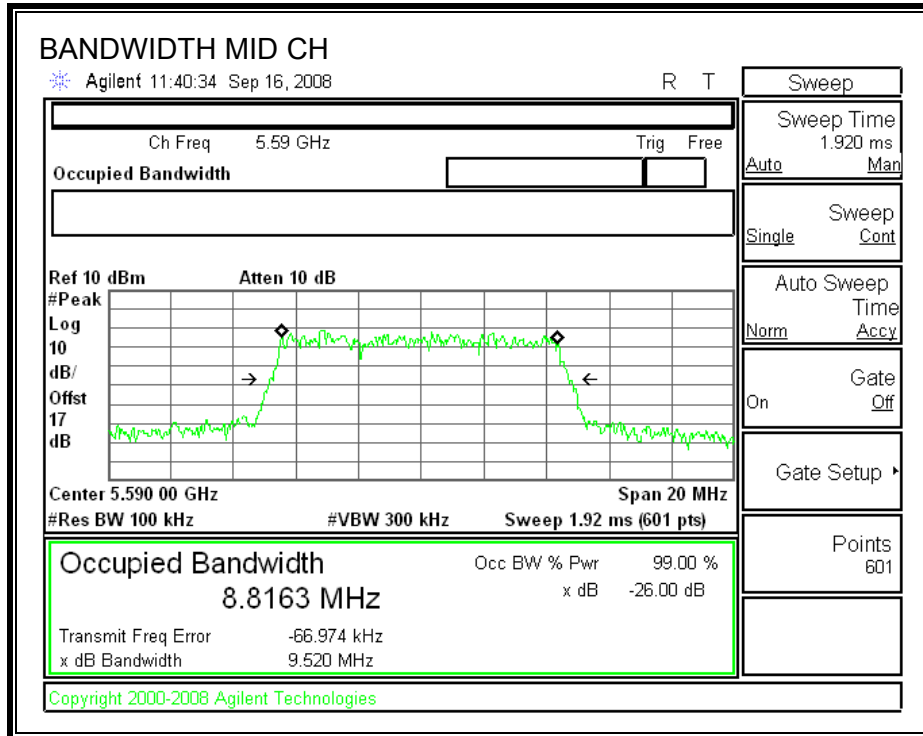 BANDWIDTH MID CH
Agilent 11:40:34 Sep 16, 2008 R T
Ch Freq 5.59 GHz Trig Free
Occupied Bandwidth
Ref 10 dBm Atten 10 dB
#Peak
Log
10
dB/
Offst
17
dB
Center 5.590 00 GHz Span 20 MHz
#Res BW 100 kHz #VBW 300 kHz Sweep 1.92 ms (601 pts)
Occupied Bandwidth Occ BW % Pwr 99.00 %
8.8163 MHz x dB -26.00 dB
Transmit Freq Error -66.974 kHz
x dB Bandwidth 9.520 MHz
Copyright 2000-2008 Agilent Technologies
Sweep
Sweep Time
1.920 ms
Auto Man
Sweep
Single Cont
Auto Sweep
Time
Norm Accy
Gate
On Off
Gate Setup
Points
601